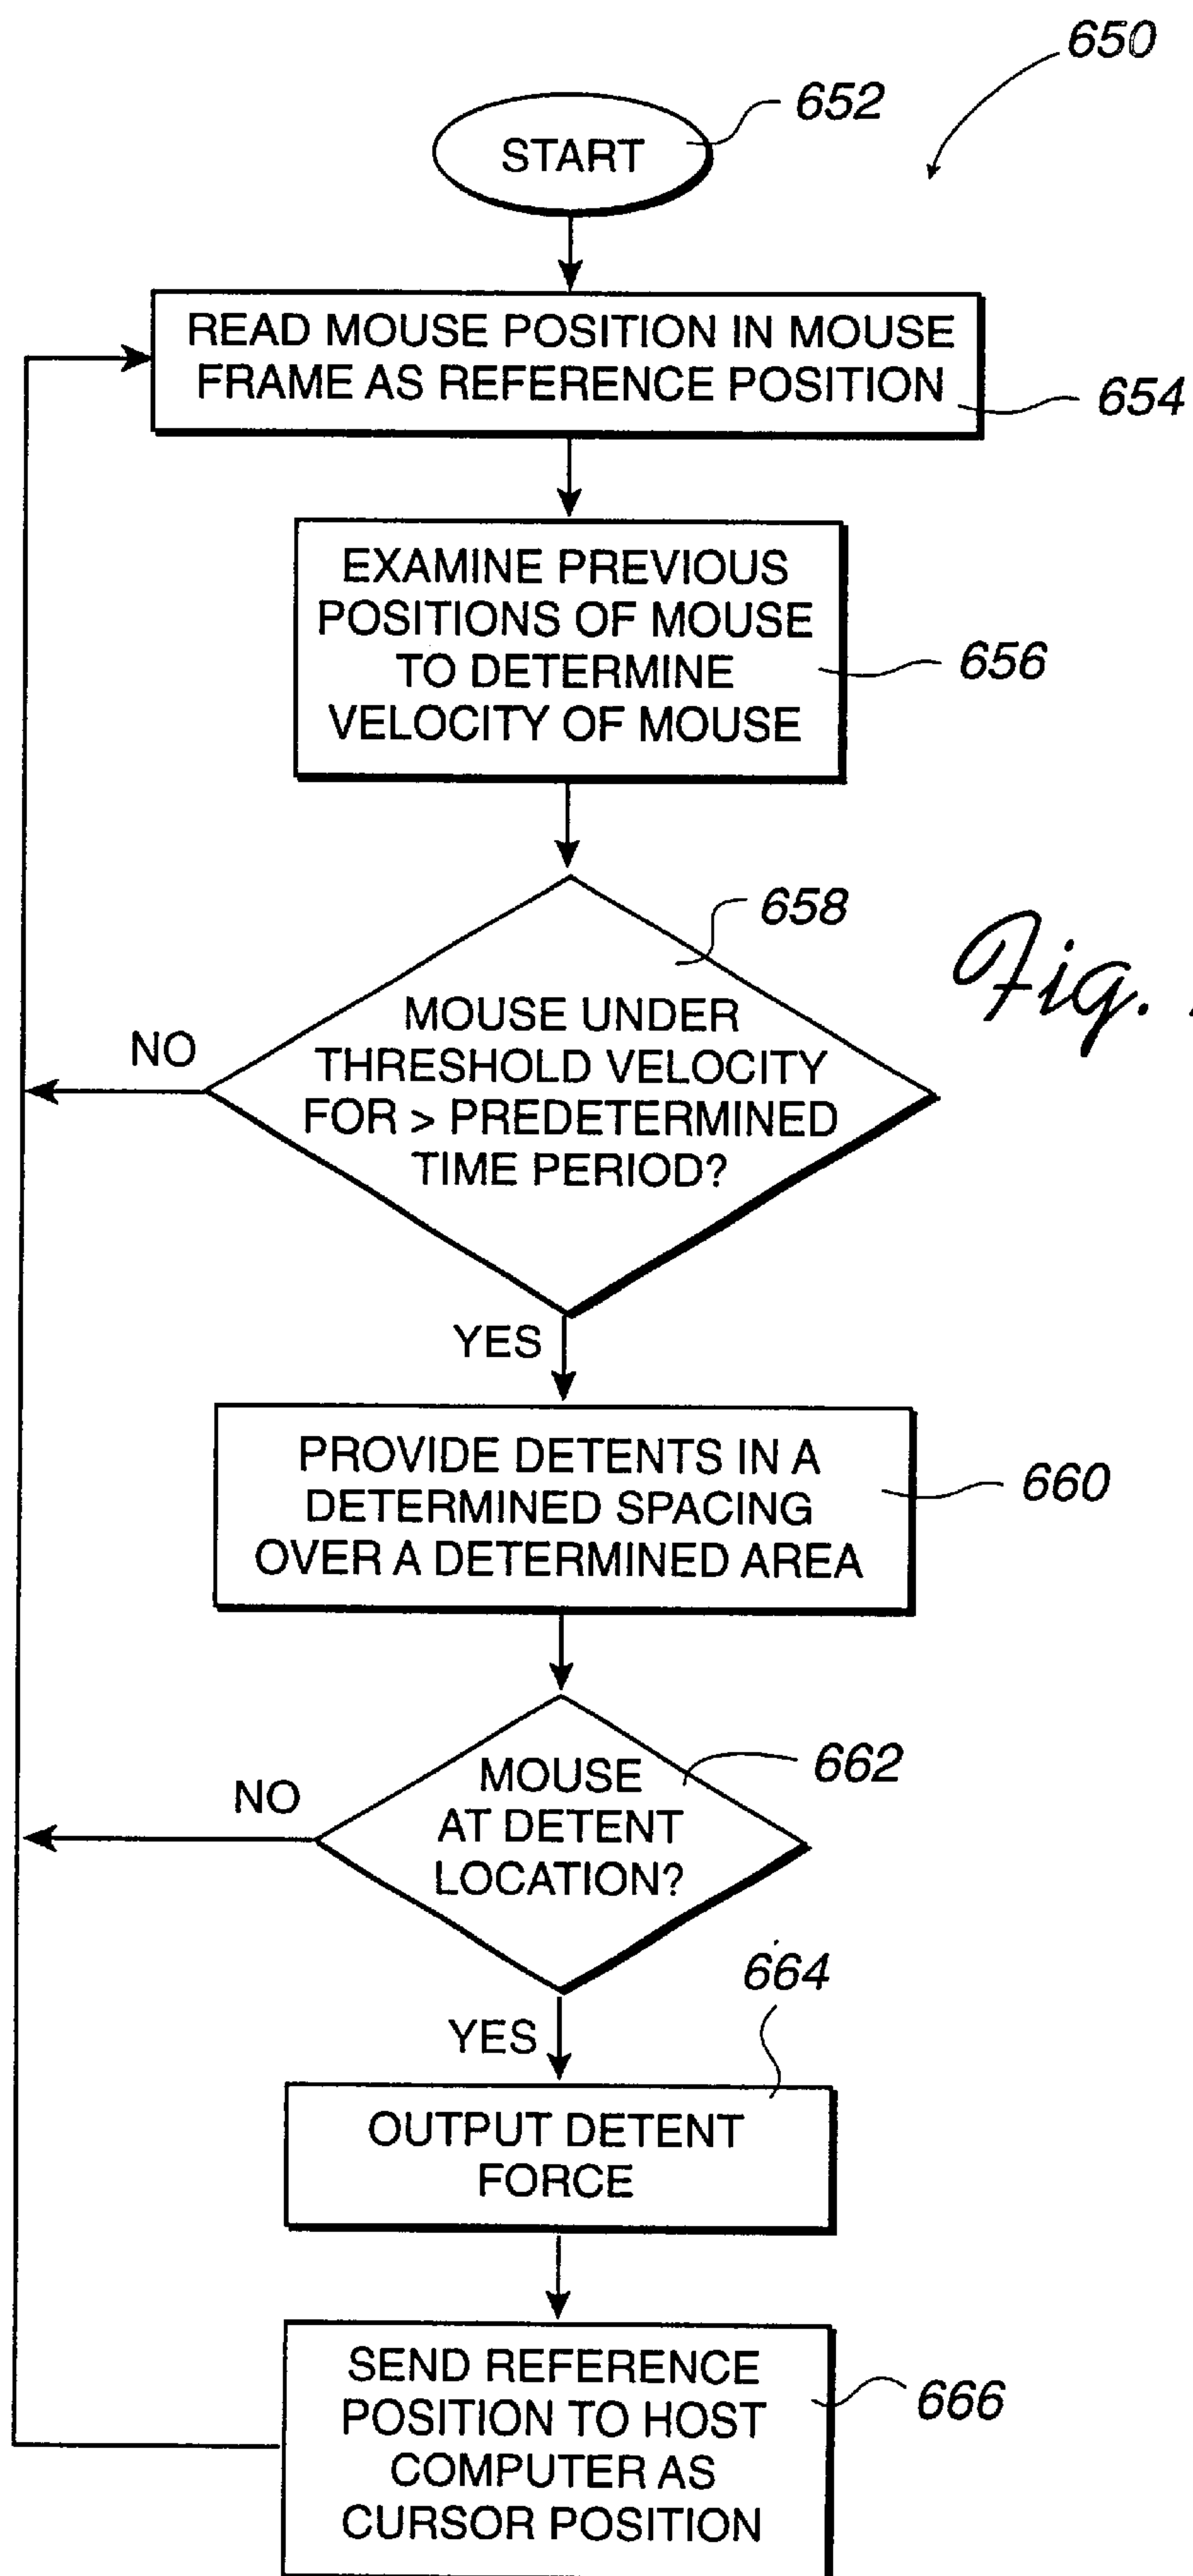 650
652
START
READ MOUSE POSITION IN MOUSE
FRAME AS REFERENCE POSITION
654
EXAMINE PREVIOUS
POSITIONS OF MOUSE
TO DETERMINE
VELOCITY OF MOUSE
656
658
Fig.
MOUSE UNDER
THRESHOLD VELOCITY
FOR > PREDETERMINED
TIME PERIOD?
NO
YES
PROVIDE DETENTS IN A
DETERMINED SPACING
OVER A DETERMINED AREA
660
MOUSE
AT DETENT
LOCATION?
662
NO
664
YES
OUTPUT DETENT
FORCE
SEND REFERENCE
POSITION TO HOST
COMPUTER AS
CURSOR POSITION
666